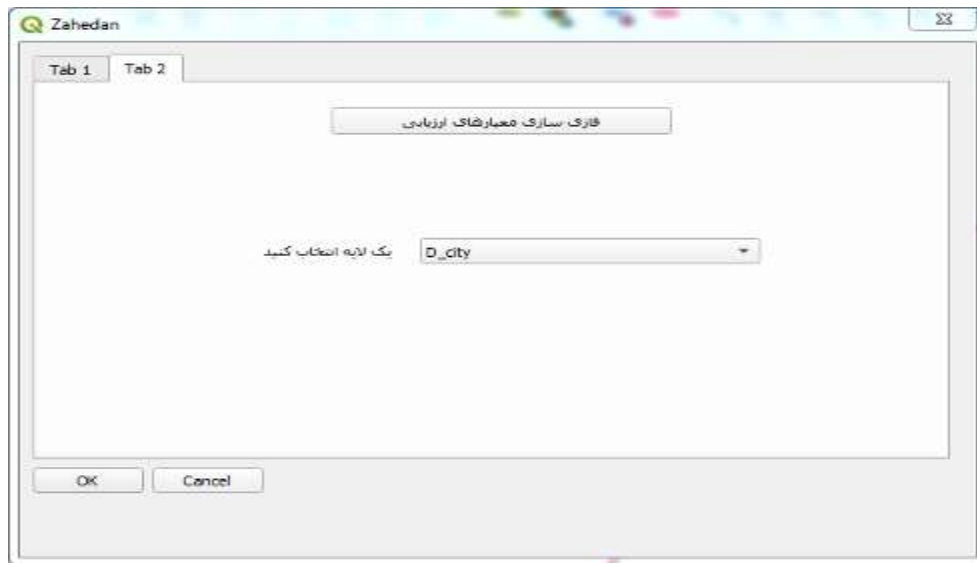 Zahedan
Tab 1
Tab 2
فازی سازی معیارهای ارزیابی
یک لایه انتخاب کنید
D_city
OK
Cancel